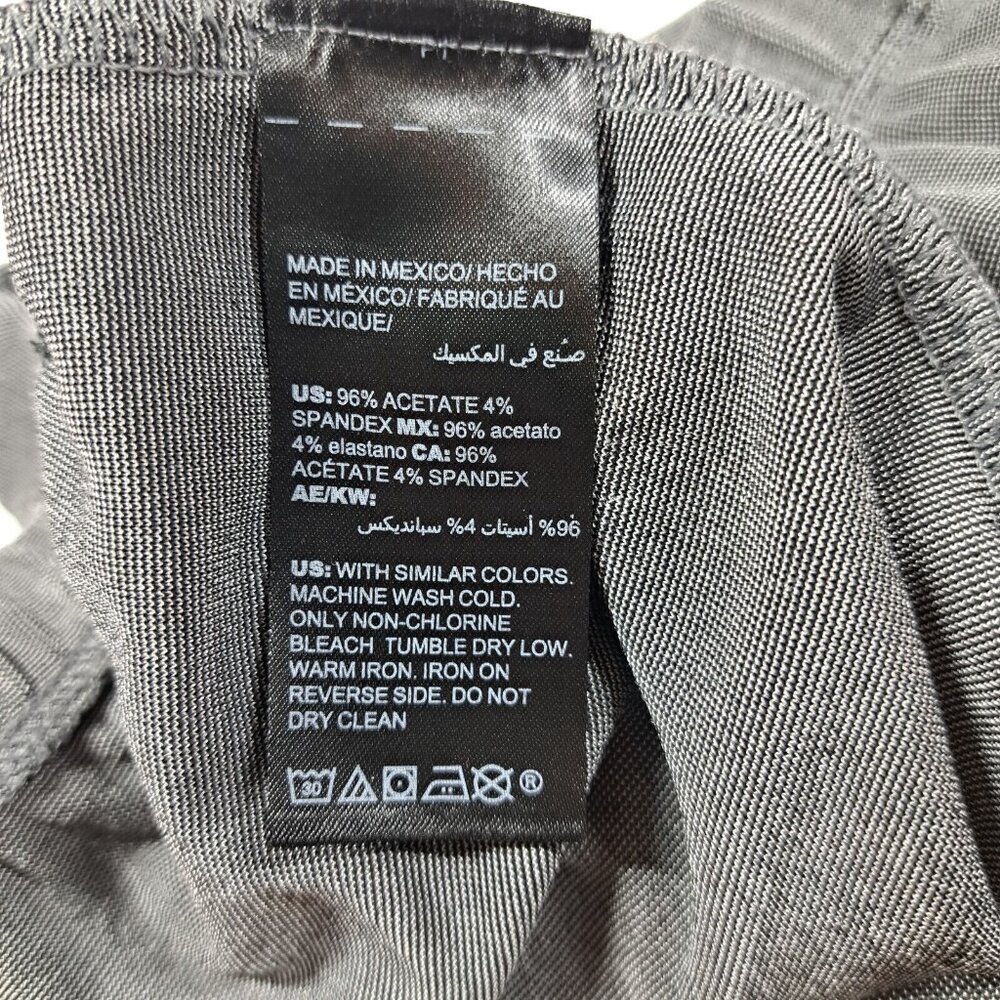 MADE IN MEXICO/ HECHO
EN MÉXICO/ FABRIQUÉ AU
MEXIQUE/
صُنع في المكسيك
US: 96% ACETATE 4%
SPANDEX MX: 96% acetato
4% elastano CA: 96%
ACÉTATE 4% SPANDEX
AE/KW:
96% أسيتات 4% سبانديكس
US: WITH SIMILAR COLORS.
MACHINE WASH COLD.
ONLY NON-CHLORINE
BLEACH TUMBLE DRY LOW.
WARM IRON. IRON ON
REVERSE SIDE. DO NOT
DRY CLEAN
30 ®